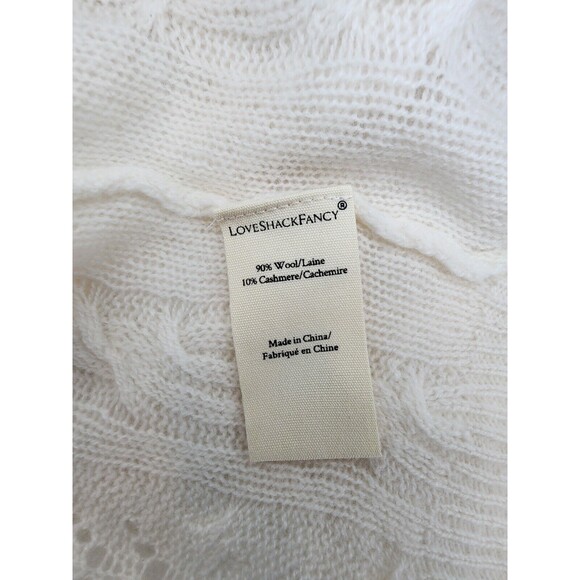 LoveShackFancy®
90% Wool/Laine
10% Cashmere/Cachemire
Made in China/
Fabriqué en Chine